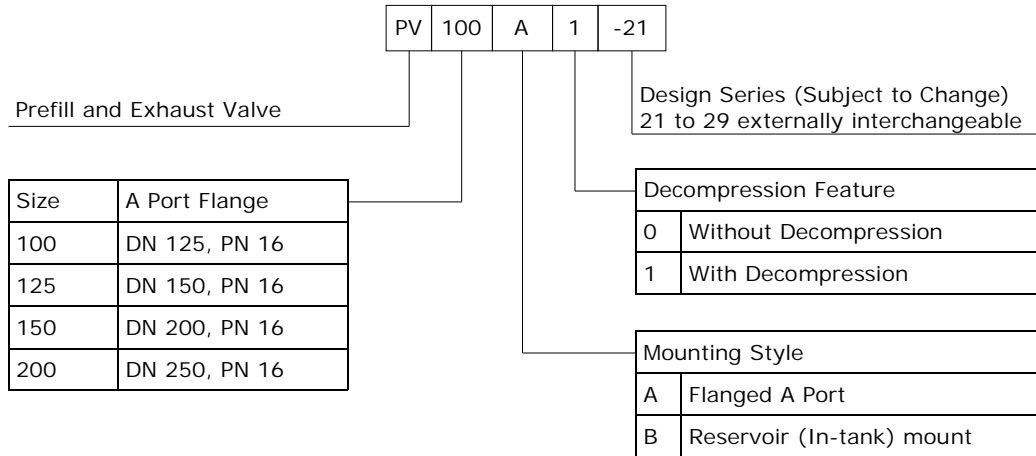 PV 100 A 1 -21
Prefill and Exhaust Valve
Design Series (Subject to Change)
21 to 29 externally interchangeable
Size A Port Flange
100 DN 125, PN 16
125 DN 150, PN 16
150 DN 200, PN 16
200 DN 250, PN 16
Decompression Feature
0 Without Decompression
1 With Decompression
Mounting Style
A Flanged A Port
B Reservoir (In-tank) mount